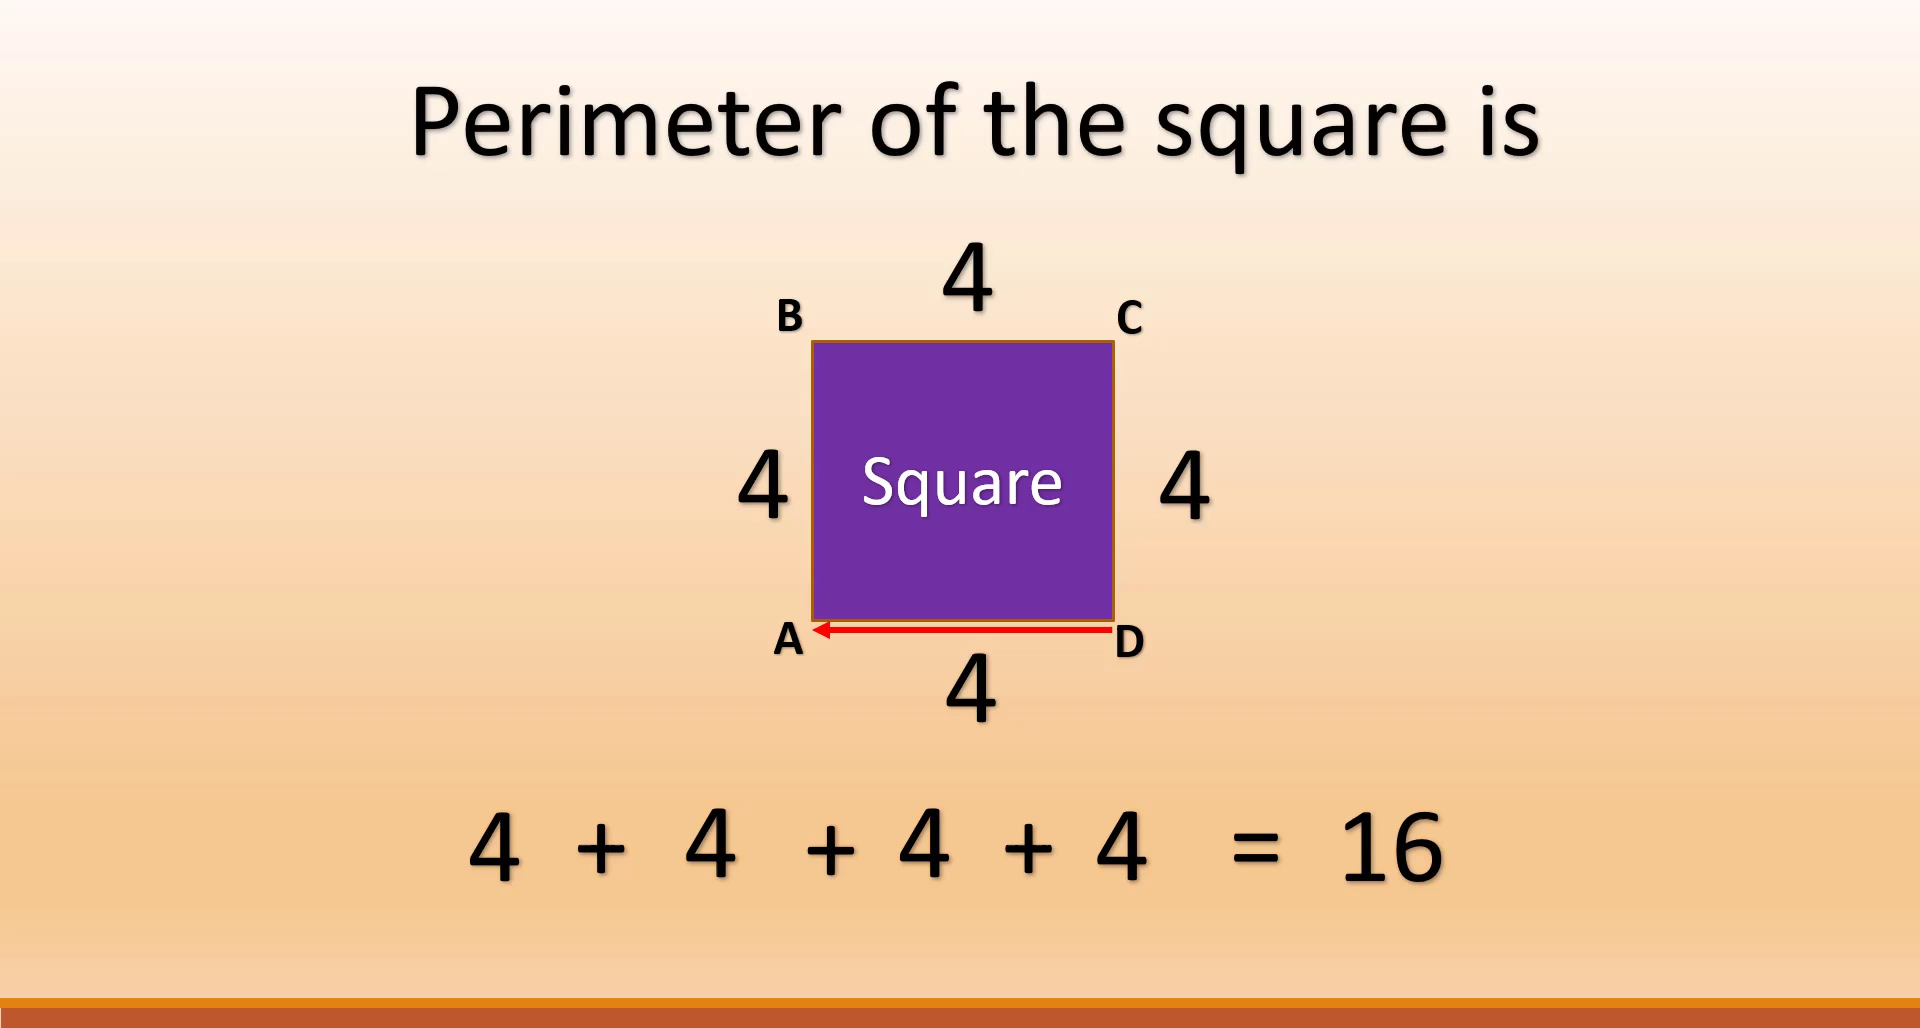 Perimeter of the square is
4
B C
4 Square 4
A D
4
4 + 4 + 4 + 4 = 16